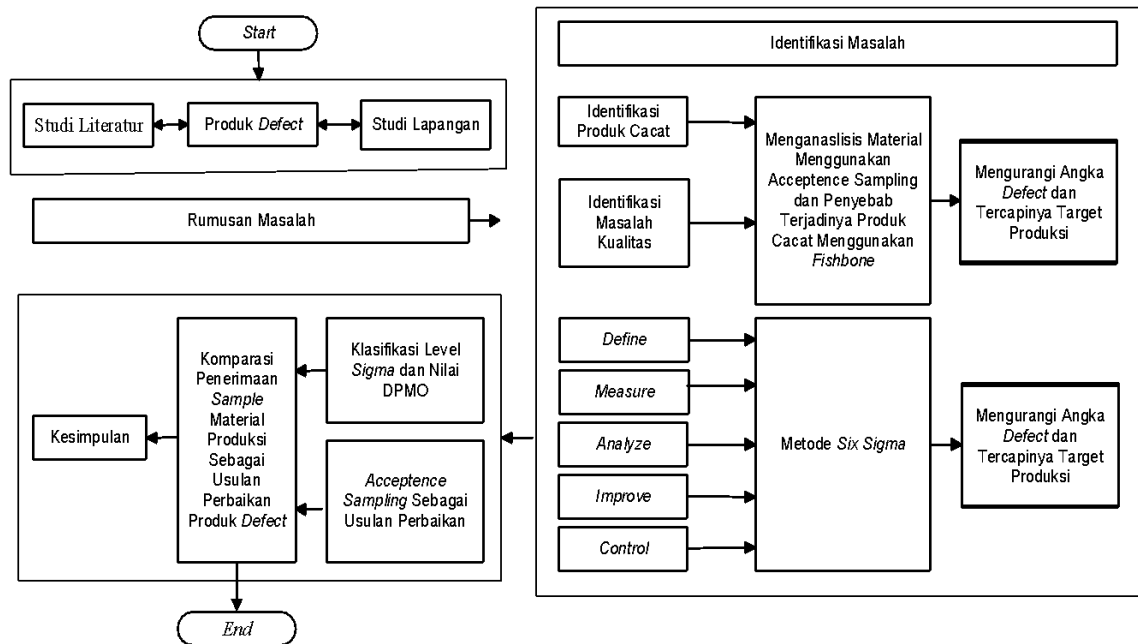 Start
Studi Literatur
Produk Defect
Studi Lapangan
Rumusan Masalah
Identifikasi Masalah
Identifikasi
Produk Cacat
Identifikasi
Masalah
Kualitas
Menganaslisis Material
Menggunakan
Acceptence Sampling
dan Penyebab
Terjadinya Produk
Cacat Menggunakan
Fishbone
Mengurangi Angka
Defect dan
Tercapinya Target
Produksi
Define
Measure
Analyze
Improve
Control
Metode Six Sigma
Mengurangi Angka
Defect dan
Tercapinya Target
Produksi
Klasifikasi Level
Sigma dan Nilai
DPMO
Acceptence
Sampling Sebagai
Usulan Perbaikan
Komparasi
Penerimaan
Sample
Material
Produksi
Sebagai
Usulan
Perbaikan
Produk Defect
Kesimpulan
End